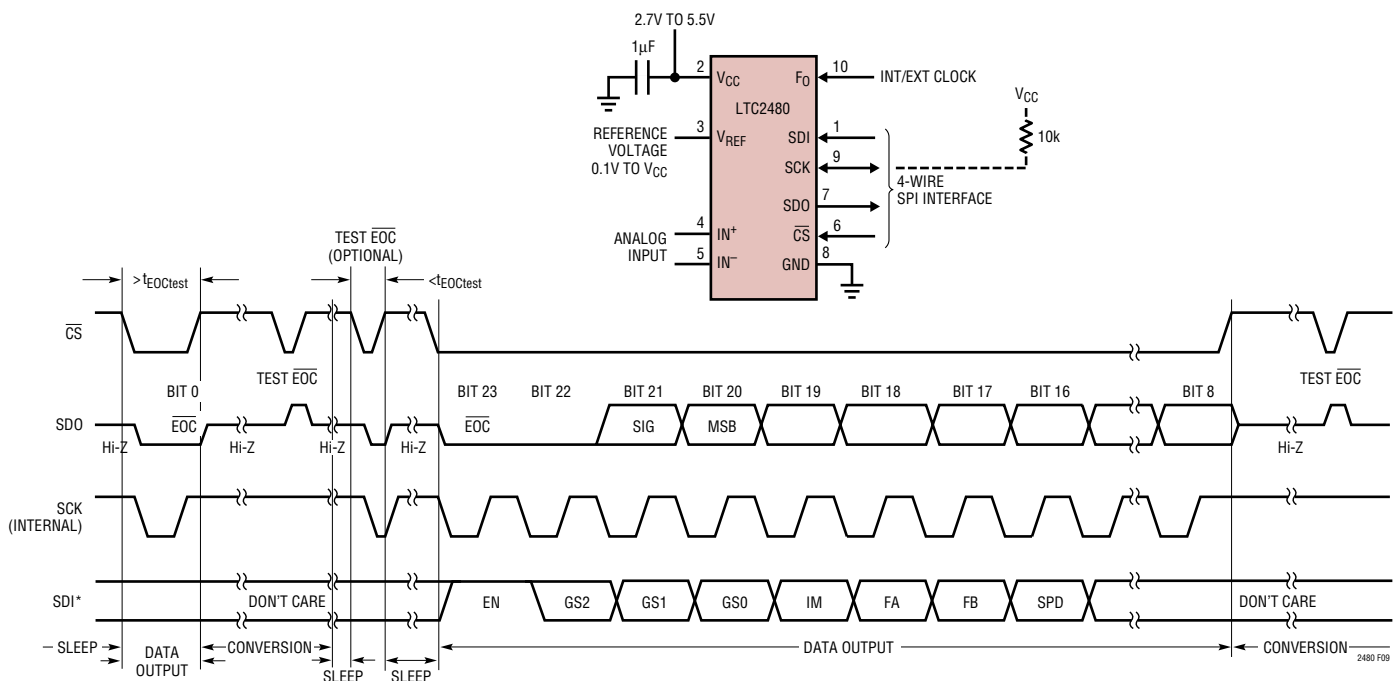 2.7V TO 5.5V
1μF
2 VCC FO 10 INT/EXT CLOCK
LTC2480
VCC
10k
REFERENCE VOLTAGE 0.1V TO VCC
3 VREF
SDI 1
SCK 9
SDO 7
CS 6
GND 8
4-WIRE SPI INTERFACE
ANALOG INPUT
4 IN+
5 IN−
TEST EOC (OPTIONAL)
>tEOCtest <tEOCtest
CS
TEST EOC TEST EOC
BIT 0 BIT 23 BIT 22 BIT 21 BIT 20 BIT 19 BIT 18 BIT 17 BIT 16 BIT 8
SDO EOC EOC SIG MSB
Hi-Z Hi-Z Hi-Z Hi-Z Hi-Z
SCK (INTERNAL)
SDI* DON'T CARE EN GS2 GS1 GS0 IM FA FB SPD DON'T CARE
SLEEP DATA OUTPUT CONVERSION SLEEP SLEEP DATA OUTPUT CONVERSION
2480 F09